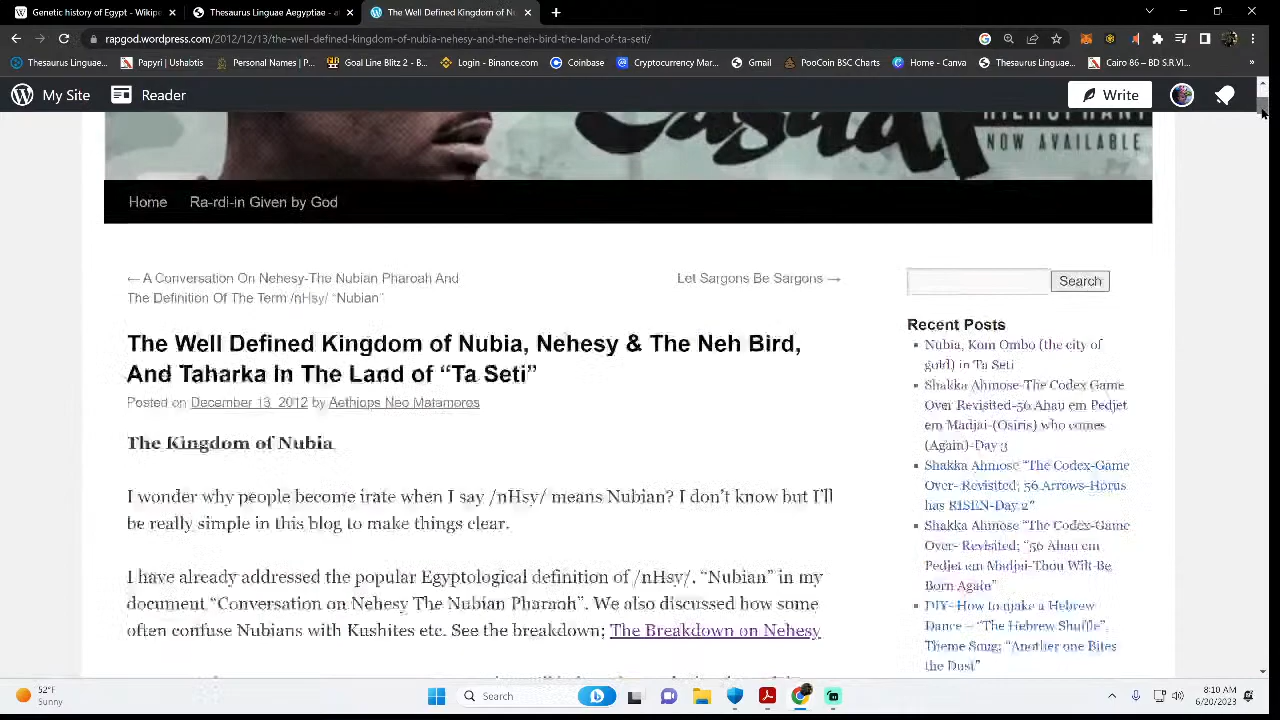 Genetic history of Egypt - Wikip
Thesaurus Linguae Aegyptiae - el
The Well Defined Kingdom of Nu
rapgod.wordpress.com/2012/12/13/the-well-defined-kingdom-of-nubia-nehesy-and-the-neh-bird-the-land-of-ta-seti/
Thesaurus Linguae...
Papyri | Ushabtis
Personal Names | P...
Goal Line Blitz 2 - B...
Login - Binance.com
Coinbase
Cryptocurrency Mar...
Gmail
PooCoin BSC Charts
Home - Canva
Thesaurus Linguae...
Cairo 86 – BD S.R.VI...
My Site
Reader
Write
Casual
HIEROPHANT
NOW AVAILABLE
Home
Ra-rdi-in Given by God
← A Conversation On Nehesy-The Nubian Pharoah And
The Definition Of The Term /nHsy/ “Nubian”
Let Sargons Be Sargons →
Search
The Well Defined Kingdom of Nubia, Nehesy & The Neh Bird,
And Taharka In The Land of “Ta Seti”
Posted on December 13, 2012 by Aethiops Neo Matamoros
The Kingdom of Nubia
I wonder why people become irate when I say /nHsy/ means Nubian? I don’t know but I’ll
be really simple in this blog to make things clear.
I have already addressed the popular Egyptological definition of /nHsy/. “Nubian” in my
document “Conversation on Nehesy The Nubian Pharaoh”. We also discussed how some
often confuse Nubians with Kushites etc. See the breakdown; The Breakdown on Nehesy
Recent Posts
Nubia, Kom Ombo (the city of
gold) in Ta Seti
Shakka Ahmose-The Codex Game
Over Revisited-56 Ahau em Pedjet
em Madjai-(Osiris) who comes
(Again)-Day 3
Shakka Ahmose “The Codex-Game
Over- Revisited; 56 Arrows-Horus
has RISEN-Day 2”
Shakka Ahmose “The Codex-Game
Over- Revisited; “56 Ahau em
Pedjet em Madjai-Thou Wilt-Be
Born Again”
DIY–How to make a Hebrew
Dance – “The Hebrew Shuffle”.
Theme Song; “Another one Bites
the Dust”
52°F
Sunny
Search
8:10 AM
6/20/2023